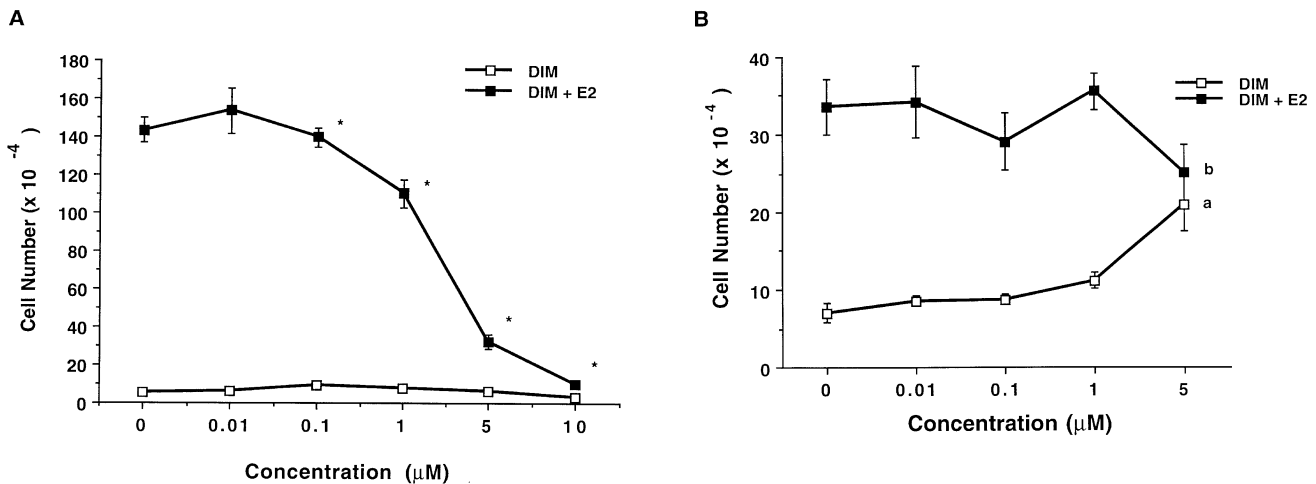 A
180
160
140
120
100
80
60
40
20
0
Cell Number (x 10 -4 )
DIM
DIM + E2
*
*
*
*
0 0.01 0.1 1 5 10
Concentration (μM)
B
40
30
20
10
0
Cell Number (x 10 -4)
DIM
DIM + E2
b
a
0 0.01 0.1 1 5
Concentration (μM)